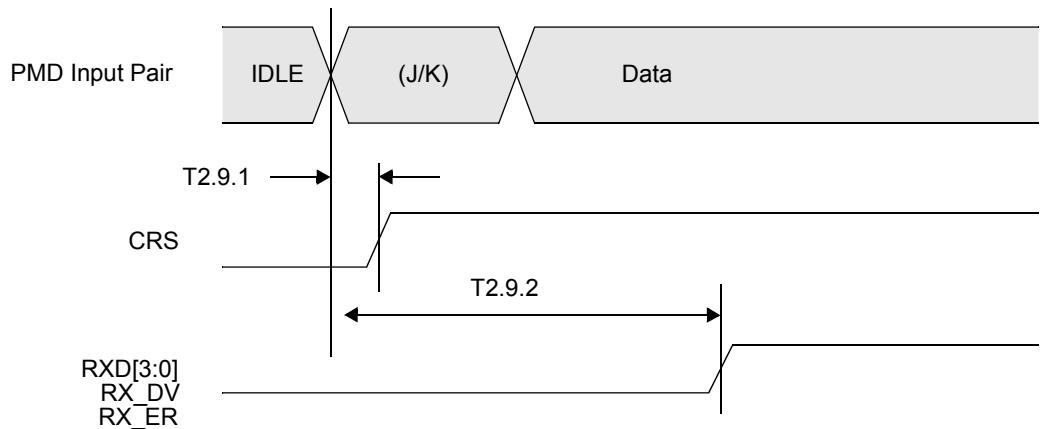 PMD Input Pair IDLE (J/K) Data
T2.9.1
CRS
T2.9.2
RXD[3:0]
RX_DV
RX_ER